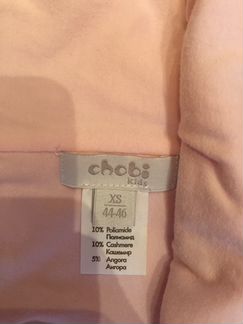 chobi
kids
XS
44-46
10% Poliamide
Полиамид
10% Cashmere
Кашемир
5% Angora
Ангора